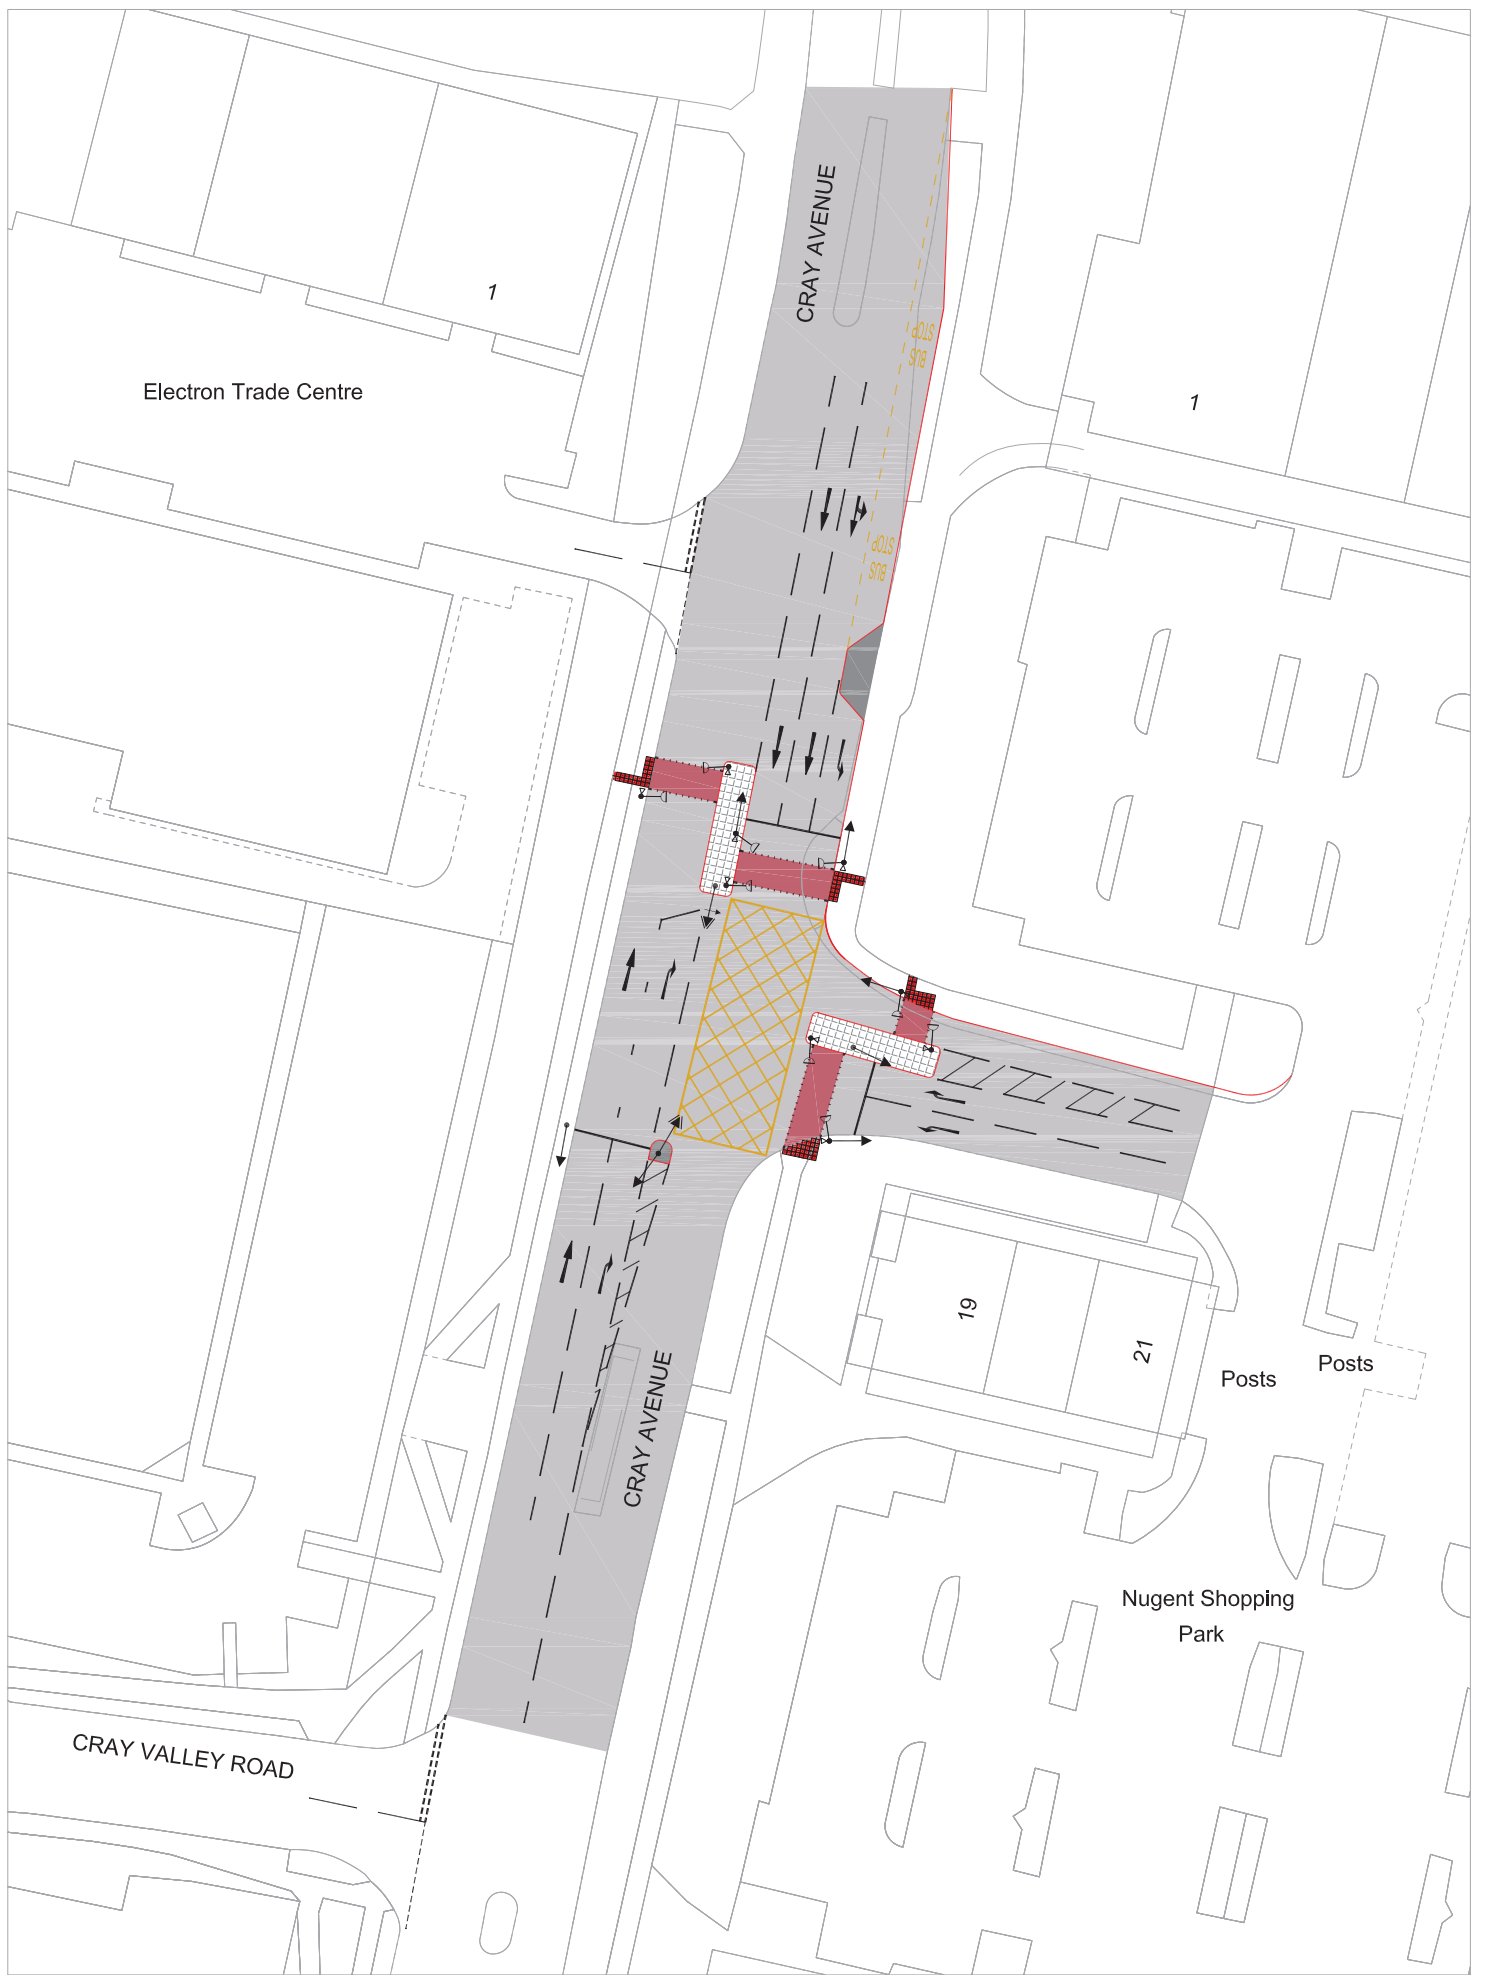 CRAY AVENUE
1
STOP
BUS
Electron Trade Centre
1
STOP
BUS
19
21
Posts
Posts
CRAY AVENUE
Nugent Shopping
Park
CRAY VALLEY ROAD